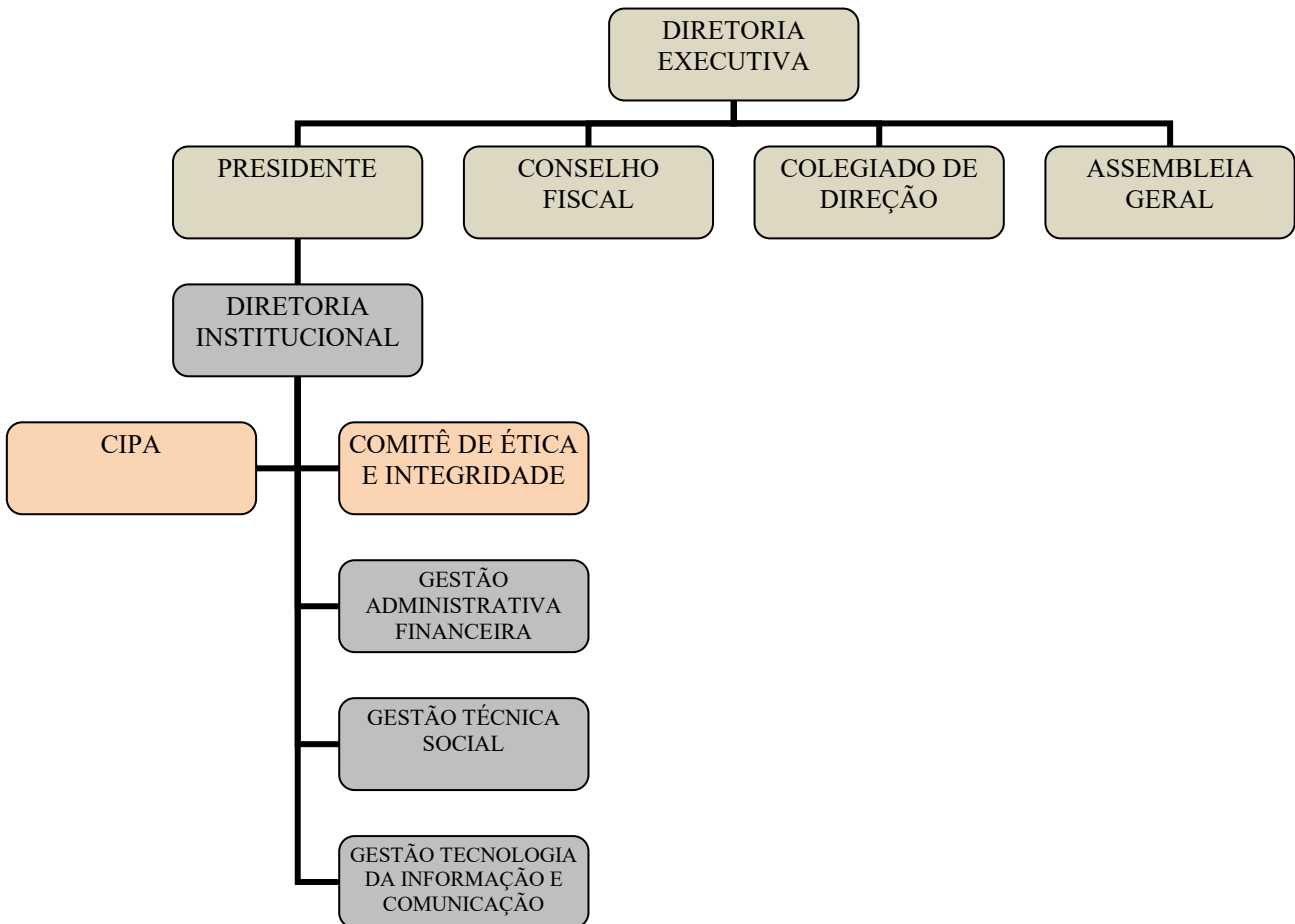 DIRETORIA
EXECUTIVA
PRESIDENTE
CONSELHO
FISCAL
COLEGIADO DE
DIREÇÃO
ASSEMBLEIA
GERAL
DIRETORIA
INSTITUCIONAL
CIPA
COMITÊ DE ÉTICA
E INTEGRIDADE
GESTÃO
ADMINISTRATIVA
FINANCEIRA
GESTÃO TÉCNICA
SOCIAL
GESTÃO TECNOLOGIA
DA INFORMAÇÃO E
COMUNICAÇÃO